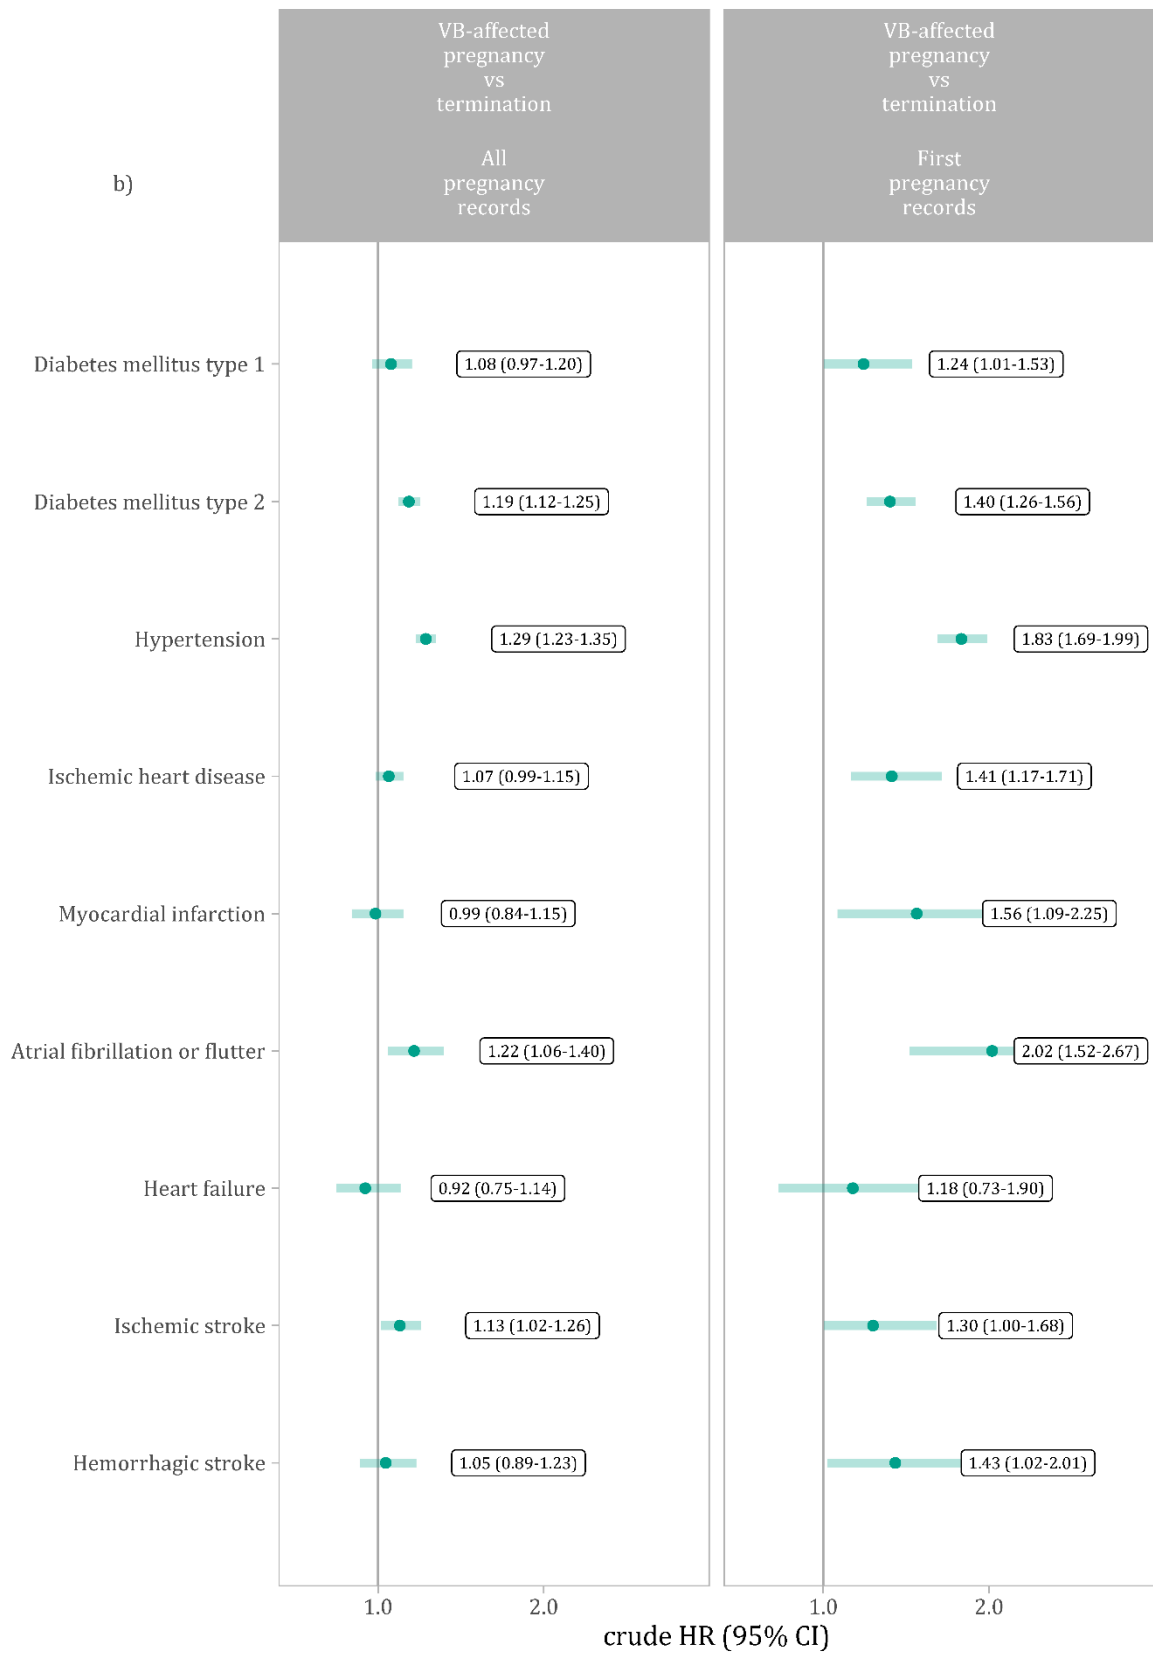 VB-affected
pregnancy
vs
termination
All
pregnancy
records
VB-affected
pregnancy
vs
termination
First
pregnancy
records
b)
Diabetes mellitus type 1
1.08 (0.97-1.20)
1.24 (1.01-1.53)
Diabetes mellitus type 2
1.19 (1.12-1.25)
1.40 (1.26-1.56)
Hypertension
1.29 (1.23-1.35)
1.83 (1.69-1.99)
Ischemic heart disease
1.07 (0.99-1.15)
1.41 (1.17-1.71)
Myocardial infarction
0.99 (0.84-1.15)
1.56 (1.09-2.25)
Atrial fibrillation or flutter
1.22 (1.06-1.40)
2.02 (1.52-2.67)
Heart failure
0.92 (0.75-1.14)
1.18 (0.73-1.90)
Ischemic stroke
1.13 (1.02-1.26)
1.30 (1.00-1.68)
Hemorrhagic stroke
1.05 (0.89-1.23)
1.43 (1.02-2.01)
1.0
2.0
1.0
2.0
crude HR (95% CI)